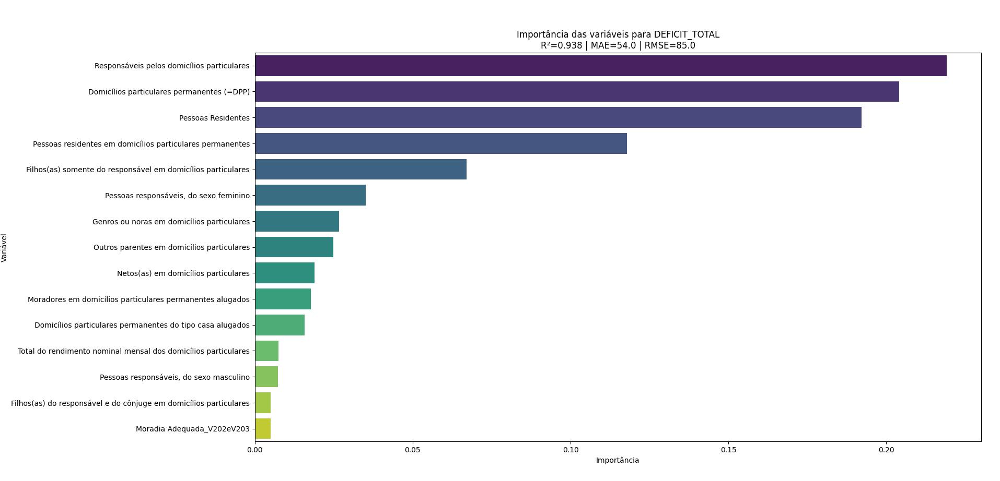 Importância das variáveis para DEFICIT_TOTAL
R²=0.938 | MAE=54.0 | RMSE=85.0
Variável
Responsáveis pelos domicílios particulares
Domicílios particulares permanentes (=DPP)
Pessoas Residentes
Pessoas residentes em domicílios particulares permanentes
Filhos(as) somente do responsável em domicílios particulares
Pessoas responsáveis, do sexo feminino
Genros ou noras em domicílios particulares
Outros parentes em domicílios particulares
Netos(as) em domicílios particulares
Moradores em domicílios particulares permanentes alugados
Domicílios particulares permanentes do tipo casa alugados
Total do rendimento nominal mensal dos domicílios particulares
Pessoas responsáveis, do sexo masculino
Filhos(as) do responsável e do cônjuge em domicílios particulares
Moradia Adequada_V202eV203
0.00 0.05 0.10 0.15 0.20
Importância